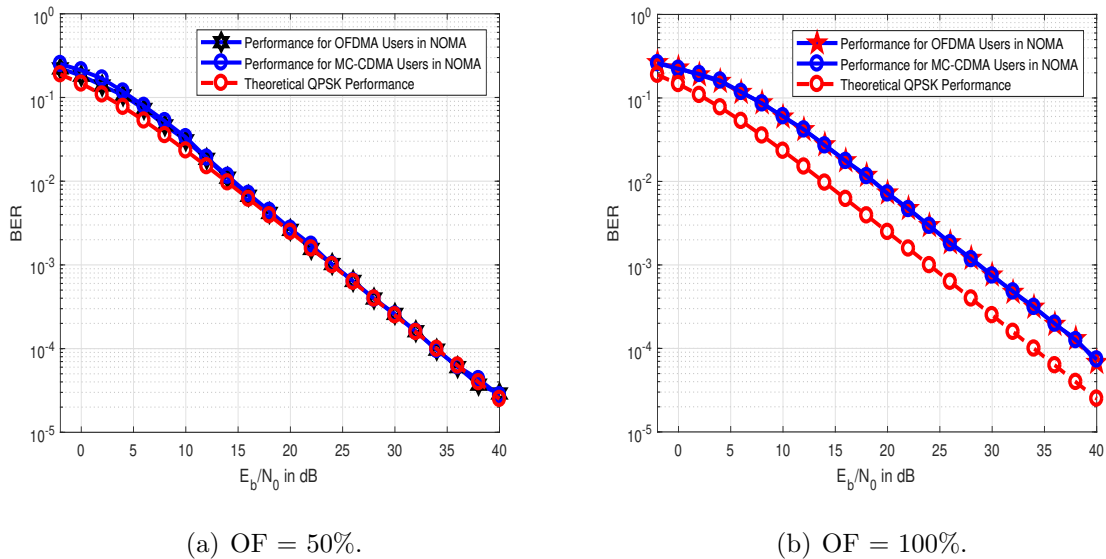 Performance for OFDMA Users in NOMA
Performance for MC-CDMA Users in NOMA
Theoretical QPSK Performance
BER
10^0
10^-1
10^-2
10^-3
10^-4
10^-5
0 5 10 15 20 25 30 35 40
E_b/N_0 in dB
(a) OF = 50%.
Performance for OFDMA Users in NOMA
Performance for MC-CDMA Users in NOMA
Theoretical QPSK Performance
BER
10^0
10^-1
10^-2
10^-3
10^-4
10^-5
0 5 10 15 20 25 30 35 40
E_b/N_0 in dB
(b) OF = 100%.